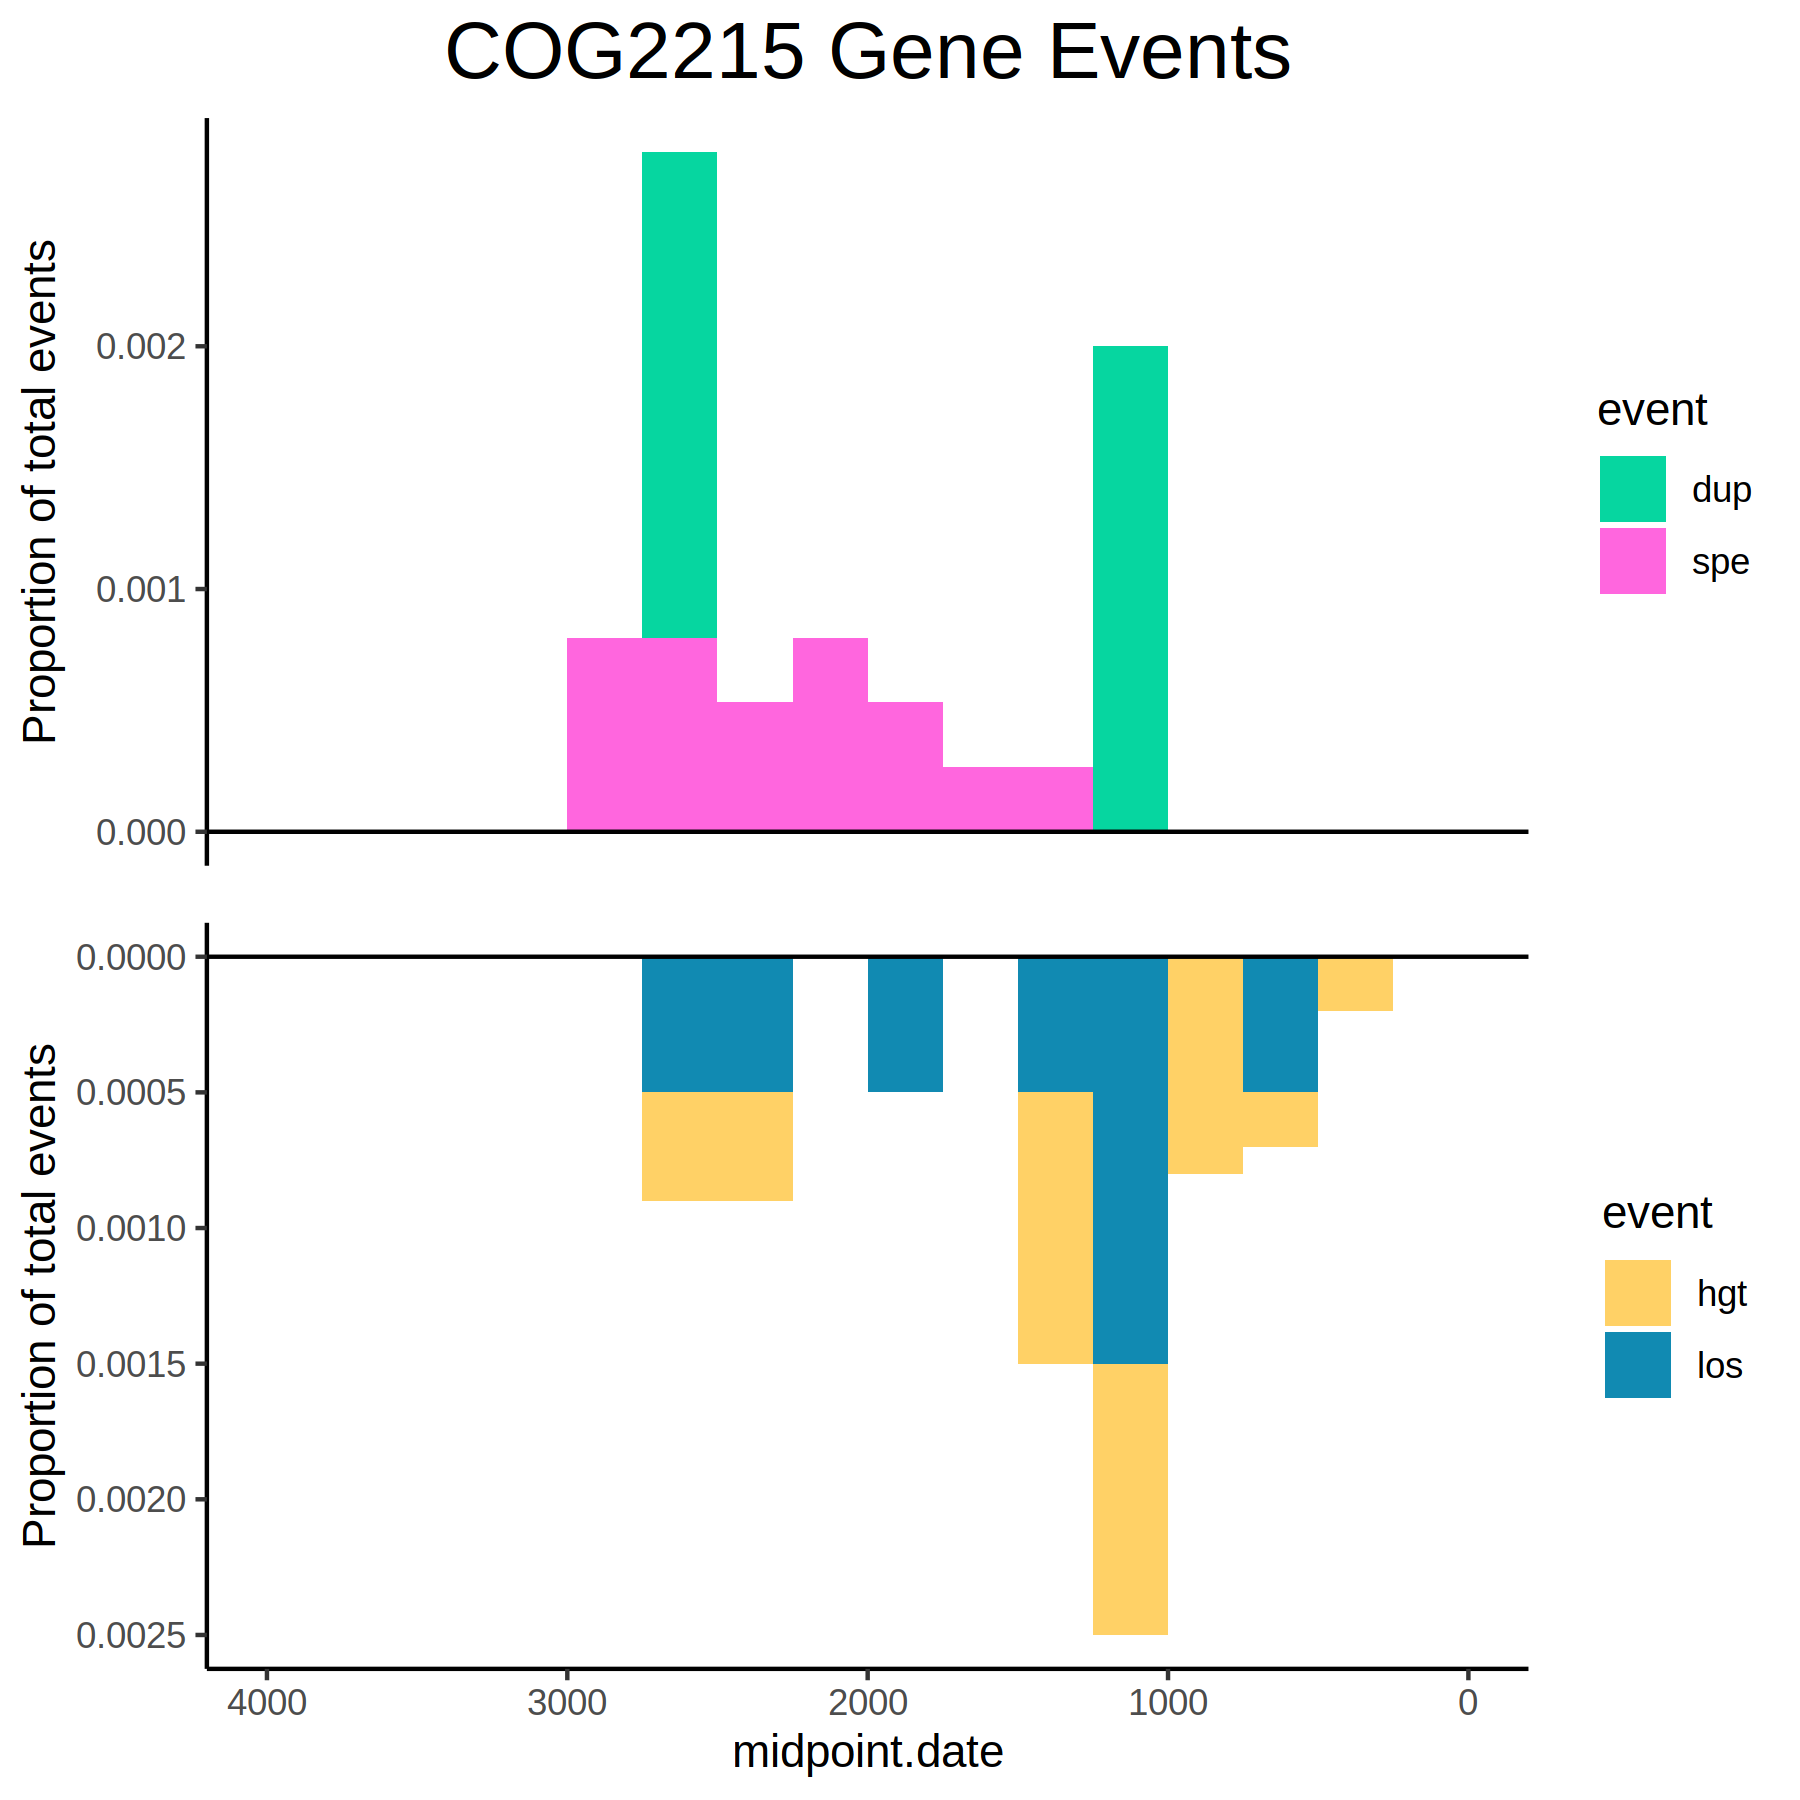 COG2215 Gene Events
Proportion of total events
0.002
0.001
0.000
event
dup
spe
Proportion of total events
0.0000
0.0005
0.0010
0.0015
0.0020
0.0025
event
hgt
los
4000 3000 2000 1000 0
midpoint.date